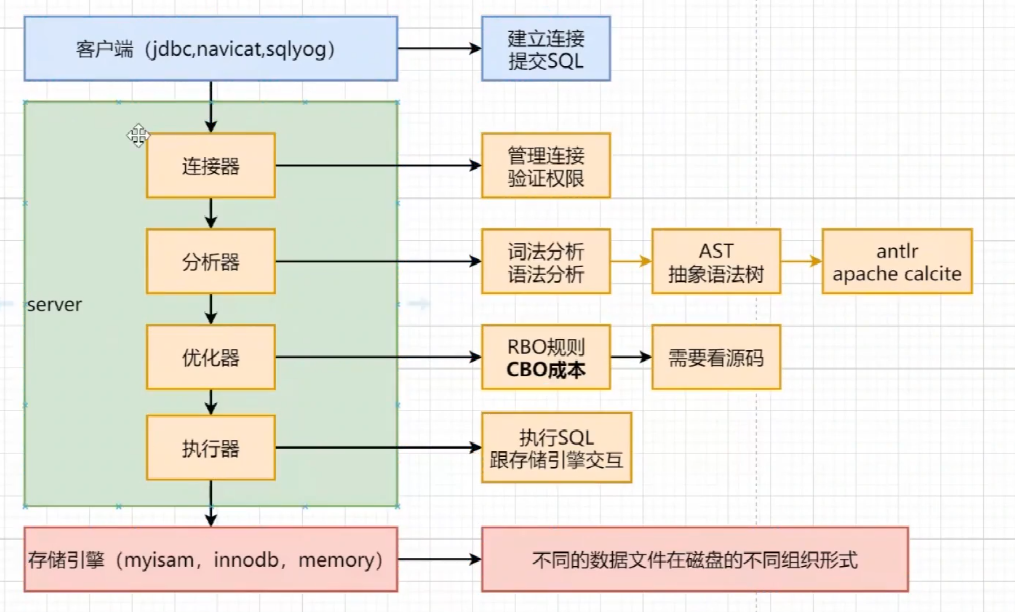 客户端（jdbc,navicat,sqlyog）
建立连接
提交SQL
连接器
管理连接
验证权限
分析器
词法分析
语法分析
AST
抽象语法树
antlr
apache calcite
server
优化器
RBO规则
CBO成本
需要看源码
执行器
执行SQL
跟存储引擎交互
存储引擎（myisam，innodb，memory）
不同的数据文件在磁盘的不同组织形式